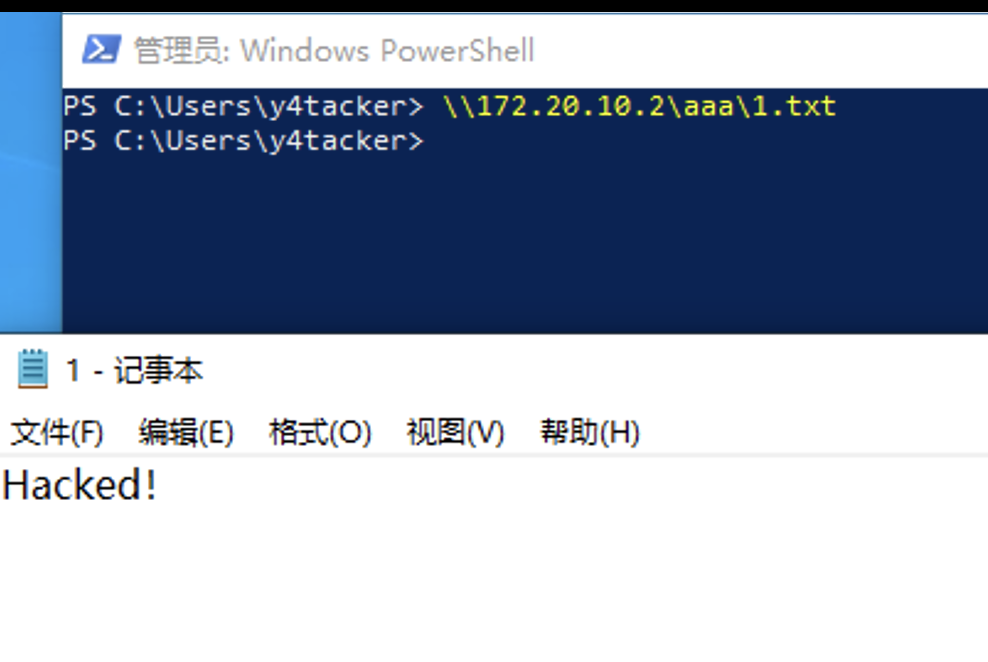 管理员: Windows PowerShell
PS C:\Users\y4tacker> \\172.20.10.2\aaa\1.txt
PS C:\Users\y4tacker>
1 - 记事本
文件(F) 编辑(E) 格式(O) 视图(V) 帮助(H)
Hacked!